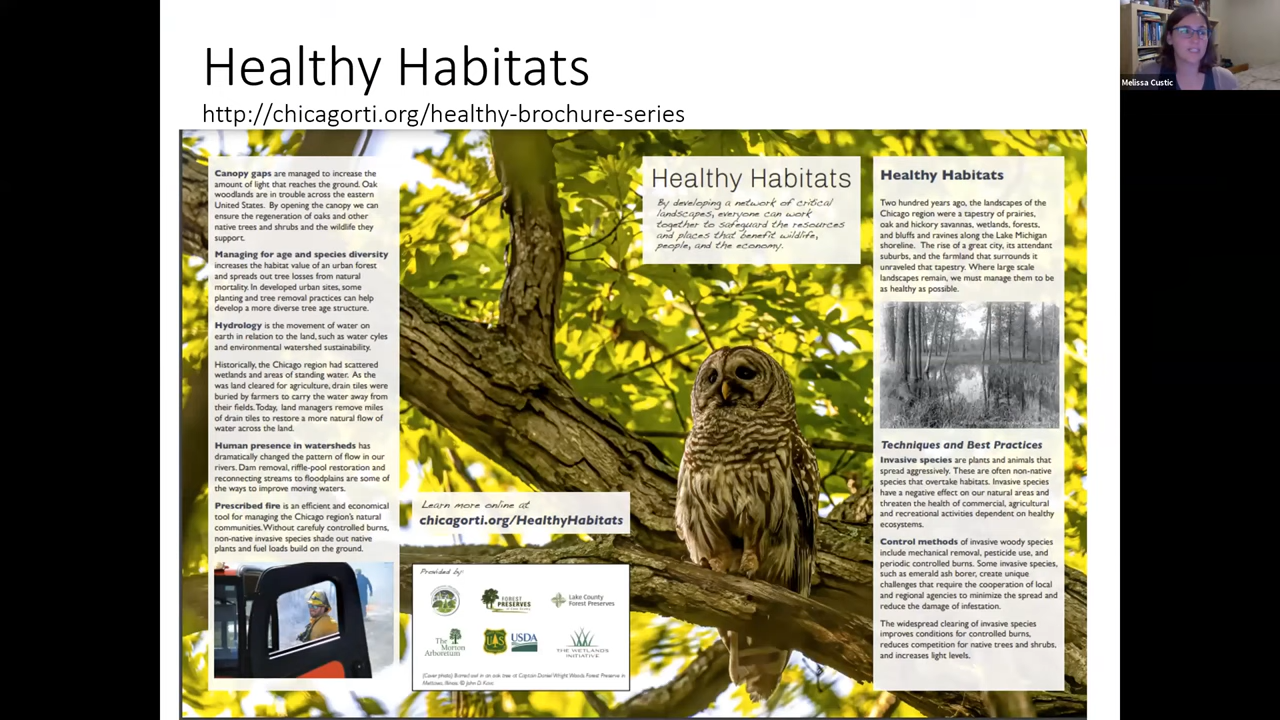 Healthy Habitats
http://chicagorti.org/healthy-brochure-series
Melissa Custic
Canopy gaps are managed to increase the
amount of light that reaches the ground. Oak
woodlands are in trouble across the eastern
United States. By opening the canopy we can
ensure the regeneration of oaks and other
native trees and shrubs and the wildlife they
support.
Managing for age and species diversity
increases the habitat value of an urban forest
and spreads out tree losses from natural
mortality. In developed urban sites, some
planting and tree removal practices can help
develop a more diverse tree age structure.
Hydrology is the movement of water on
earth in relation to the land, such as water cyles
and environmental watershed sustainability.
Historically, the Chicago region had scattered
wetlands and areas of standing water. As the
was land cleared for agriculture, drain tiles were
buried by farmers to carry the water away from
their fields. Today, land managers remove miles
of drain tiles to restore a more natural flow of
water across the land.
Human presence in watersheds has
dramatically changed the pattern of flow in our
rivers. Dam removal, riffle-pool restoration and
reconnecting streams to floodplains are some of
the ways to improve moving waters.
Prescribed fire is an efficient and economical
tool for managing the Chicago region's natural
communities. Without carefuly controlled burns,
non-native invasive species shade out native
plants and fuel loads build on the ground.
Learn more online at
chicagorti.org/HealthyHabitats
Provided by:
FOREST
PRESERVES
Lake County
Forest Preserves
The
Morton
Arboretum
USDA
THE WETLANDS
INITIATIVE
(Cover photo) Barred owl in an oak tree at Captain Daniel Wright Woods Forest Preserve in
Mettawa, Illinois. © John D. Kavc
Healthy Habitats
By developing a network of critical
landscapes, everyone can work
together to safeguard the resources
and places that benefit wildlife,
people, and the economy.
Healthy Habitats
Two hundred years ago, the landscapes of the
Chicago region were a tapestry of prairies,
oak and hickory savannas, wetlands, forests,
and bluffs and ravines along the Lake Michigan
shoreline. The rise of a great city, its attendant
suburbs, and the farmland that surrounds it
unraveled that tapestry. Where large scale
landscapes remain, we must manage them to be
as healthy as possible.
Techniques and Best Practices
Invasive species are plants and animals that
spread aggressively. These are often non-native
species that overtake habitats. Invasive species
have a negative effect on our natural areas and
threaten the health of commercial, agricultural
and recreational activities dependent on healthy
ecosystems.
Control methods of invasive woody species
include mechanical removal, pesticide use, and
periodic controlled burns. Some invasive species,
such as emerald ash borer, create unique
challenges that require the cooperation of local
and regional agencies to minimize the spread and
reduce the damage of infestation.
The widespread clearing of invasive species
improves conditions for controlled burns,
reduces competition for native trees and shrubs,
and increases light levels.